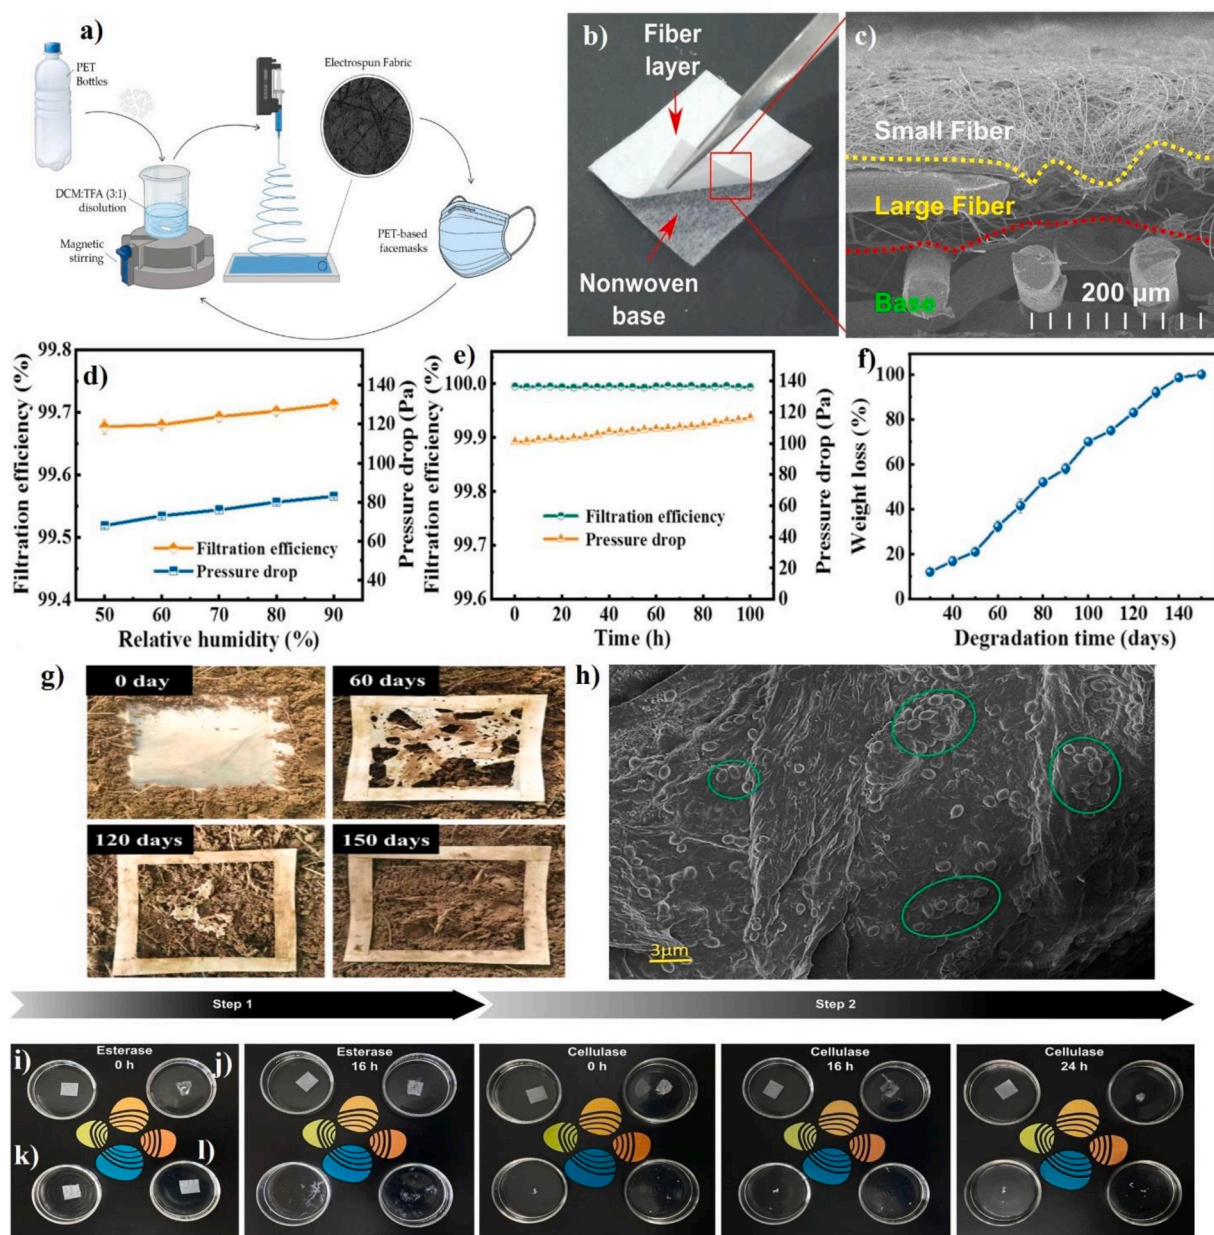 a)
PET
Bottles
DCM:TFA (3:1)
disolution
Magnetic
stirring
Electrospun Fabric
PET-based
facemasks
b)
Fiber
layer
Nonwoven
base
c)
Small Fiber
Large Fiber
Base
200 µm
d)
Filtration efficiency (%)
99.8
99.7
99.6
99.5
99.4
Filtration efficiency
Pressure drop
50 60 70 80 90
Relative humidity (%)
140
120
100
80
60
40
Pressure drop (Pa)
e)
Filtration efficiency (%)
100.0
99.9
99.8
99.7
99.6
Filtration efficiency
Pressure drop
0 20 40 60 80 100
Time (h)
140
120
100
80
60
40
20
0
Pressure drop (Pa)
f)
Weight loss (%)
100
80
60
40
20
0
40 60 80 100 120 140
Degradation time (days)
g)
0 day
60 days
120 days
150 days
h)
3µm
Step 1
Step 2
i)
Esterase
0 h
j)
k)
l)
Esterase
16 h
Cellulase
0 h
Cellulase
16 h
Cellulase
24 h